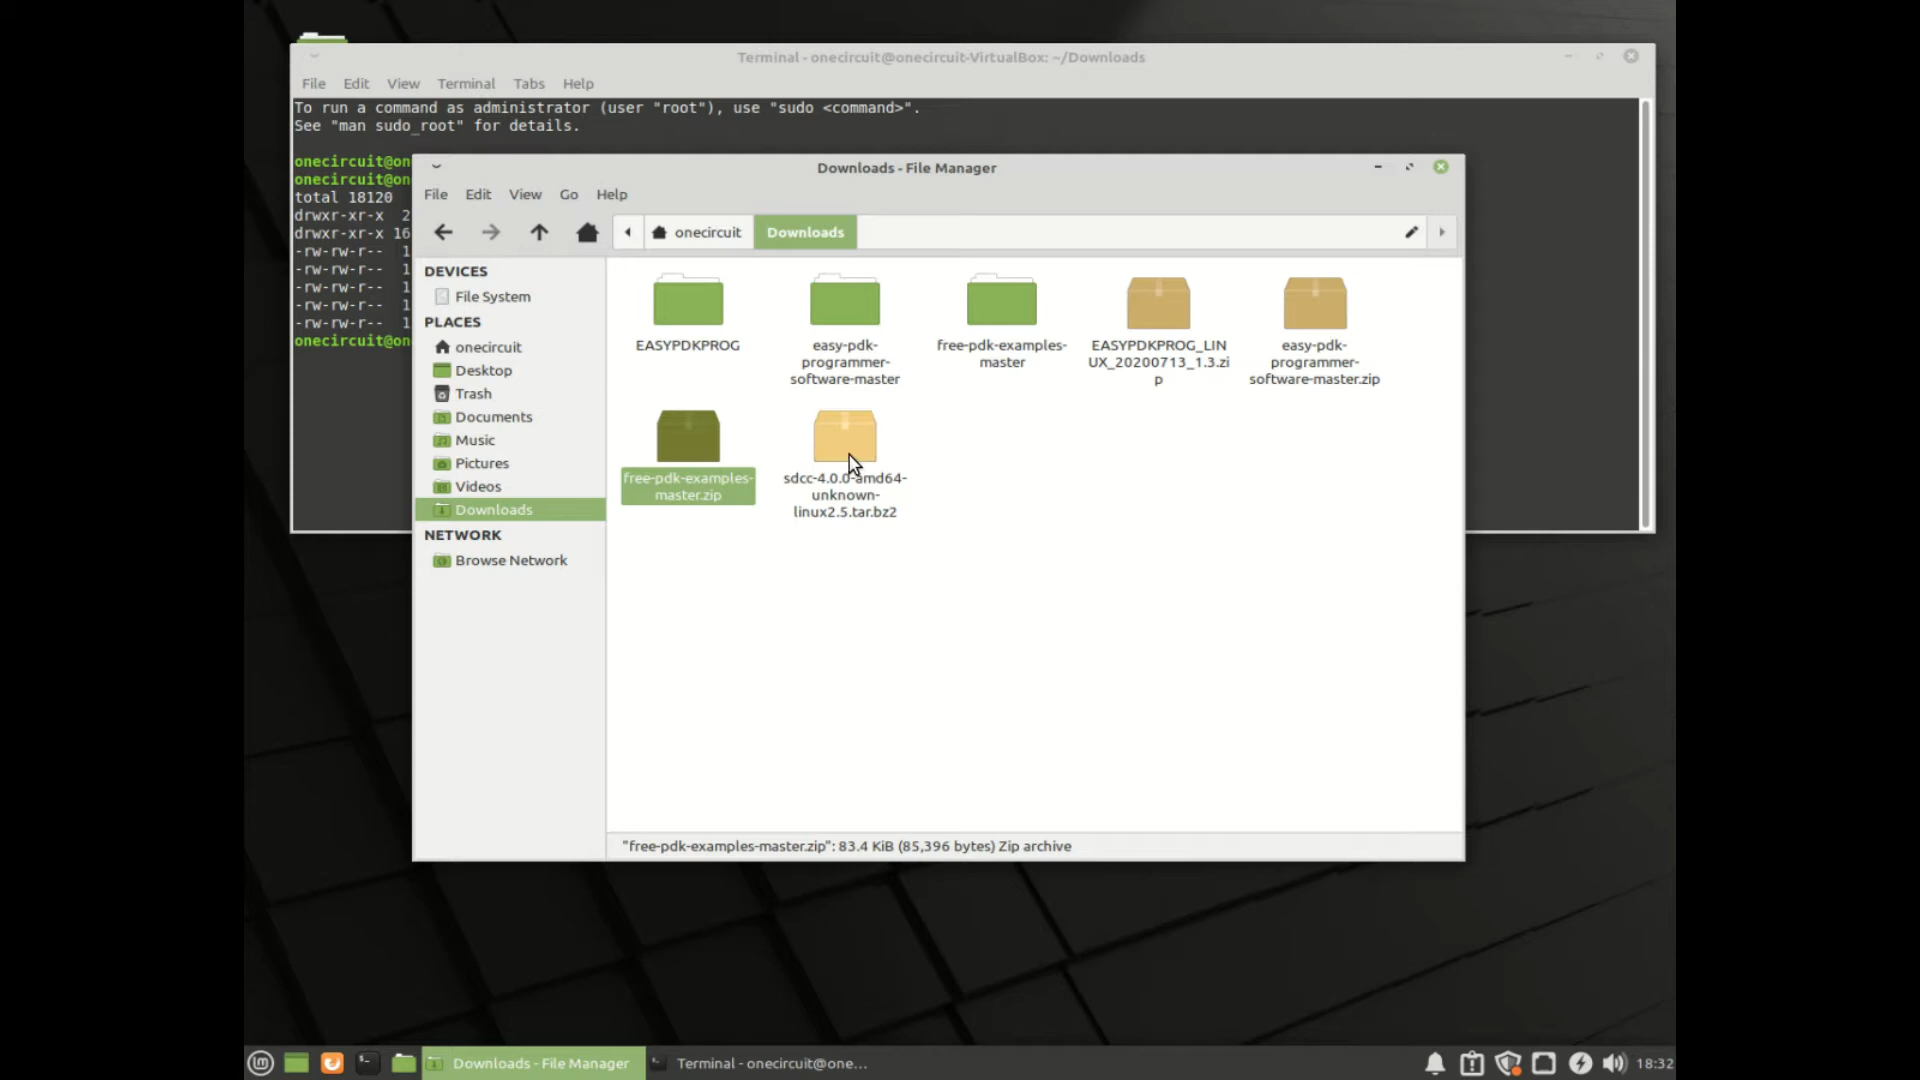 Terminal - onecircuit@onecircuit-VirtualBox: ~/Downloads
File Edit View Terminal Tabs Help
To run a command as administrator (user "root"), use "sudo <command>".
See "man sudo_root" for details.
onecircuit@on
onecircuit@on
total 18120
drwxr-xr-x 2
drwxr-xr-x 16
-rw-rw-r-- 1
-rw-rw-r-- 1
-rw-rw-r-- 1
-rw-rw-r-- 1
-rw-rw-r-- 1
onecircuit@on
Downloads - File Manager
File Edit View Go Help
onecircuit Downloads
DEVICES
File System
PLACES
onecircuit
Desktop
Trash
Documents
Music
Pictures
Videos
Downloads
NETWORK
Browse Network
EASYPDKPROG
easy-pdk-
programmer-
software-master
free-pdk-examples-
master
EASYPDKPROG_LIN
UX_20200713_1.3.zi
p
easy-pdk-
programmer-
software-master.zip
free-pdk-examples-
master.zip
sdcc-4.0.0-amd64-
unknown-
linux2.5.tar.bz2
"free-pdk-examples-master.zip": 83.4 KiB (85,396 bytes) Zip archive
Downloads - File Manager
Terminal - onecircuit@one...
18:32